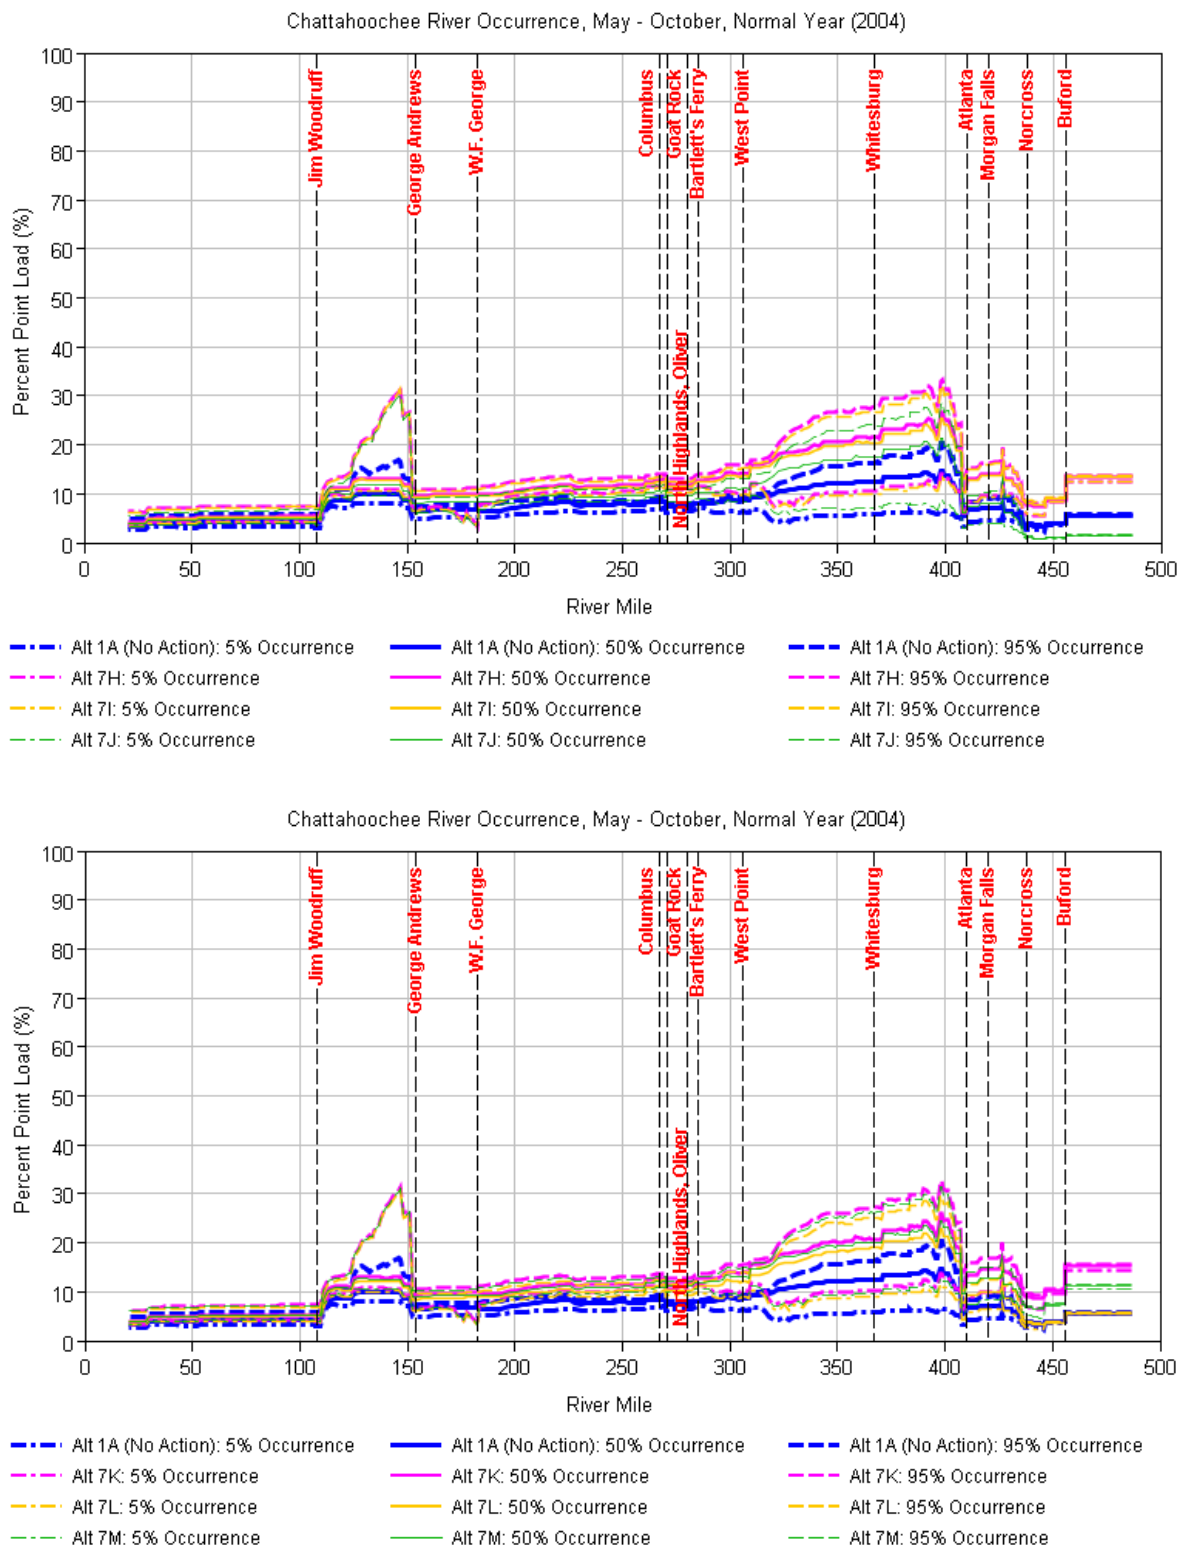 Chattahoochee River Occurrence, May - October, Normal Year (2004)
Percent Point Load (%)
100
90
80
70
60
50
40
30
20
10
0
Jim Woodruff
George Andrews
W.F. George
Columbus
Goat Rock
North Highlands, Oliver
Bartlett's Ferry
West Point
Whitesburg
Atlanta
Morgan Falls
Norcross
Buford
0 50 100 150 200 250 300 350 400 450 500
River Mile
Alt 1A (No Action): 5% Occurrence Alt 1A (No Action): 50% Occurrence Alt 1A (No Action): 95% Occurrence
Alt 7H: 5% Occurrence Alt 7H: 50% Occurrence Alt 7H: 95% Occurrence
Alt 7I: 5% Occurrence Alt 7I: 50% Occurrence Alt 7I: 95% Occurrence
Alt 7J: 5% Occurrence Alt 7J: 50% Occurrence Alt 7J: 95% Occurrence
Chattahoochee River Occurrence, May - October, Normal Year (2004)
Percent Point Load (%)
100
90
80
70
60
50
40
30
20
10
0
Jim Woodruff
George Andrews
W.F. George
Columbus
Goat Rock
North Highlands, Oliver
Bartlett's Ferry
West Point
Whitesburg
Atlanta
Morgan Falls
Norcross
Buford
0 50 100 150 200 250 300 350 400 450 500
River Mile
Alt 1A (No Action): 5% Occurrence Alt 1A (No Action): 50% Occurrence Alt 1A (No Action): 95% Occurrence
Alt 7K: 5% Occurrence Alt 7K: 50% Occurrence Alt 7K: 95% Occurrence
Alt 7L: 5% Occurrence Alt 7L: 50% Occurrence Alt 7L: 95% Occurrence
Alt 7M: 5% Occurrence Alt 7M: 50% Occurrence Alt 7M: 95% Occurrence